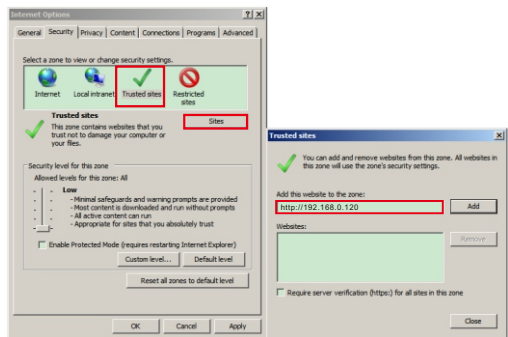 Internet Options
General Security Privacy Content Connections Programs Advanced
Select a zone to view or change security settings.
Internet Local intranet Trusted sites Restricted
sites
Trusted sites
This zone contains websites that you
trust not to damage your computer or
your files.
Sites
Security level for this zone
Allowed levels for this zone: All
Low
- Minimal safeguards and warning prompts are provided
- Most content is downloaded and run without prompts
- All active content can run
- Appropriate for sites that you absolutely trust
Enable Protected Mode (requires restarting Internet Explorer)
Custom level... Default level
Reset all zones to default level
OK Cancel Apply
Trusted sites
You can add and remove websites from this zone. All websites in
this zone will use the zone's security settings.
Add this website to the zone:
http://192.168.0.120 Add
Websites:
Remove
Require server verification (https:) for all sites in this zone
Close